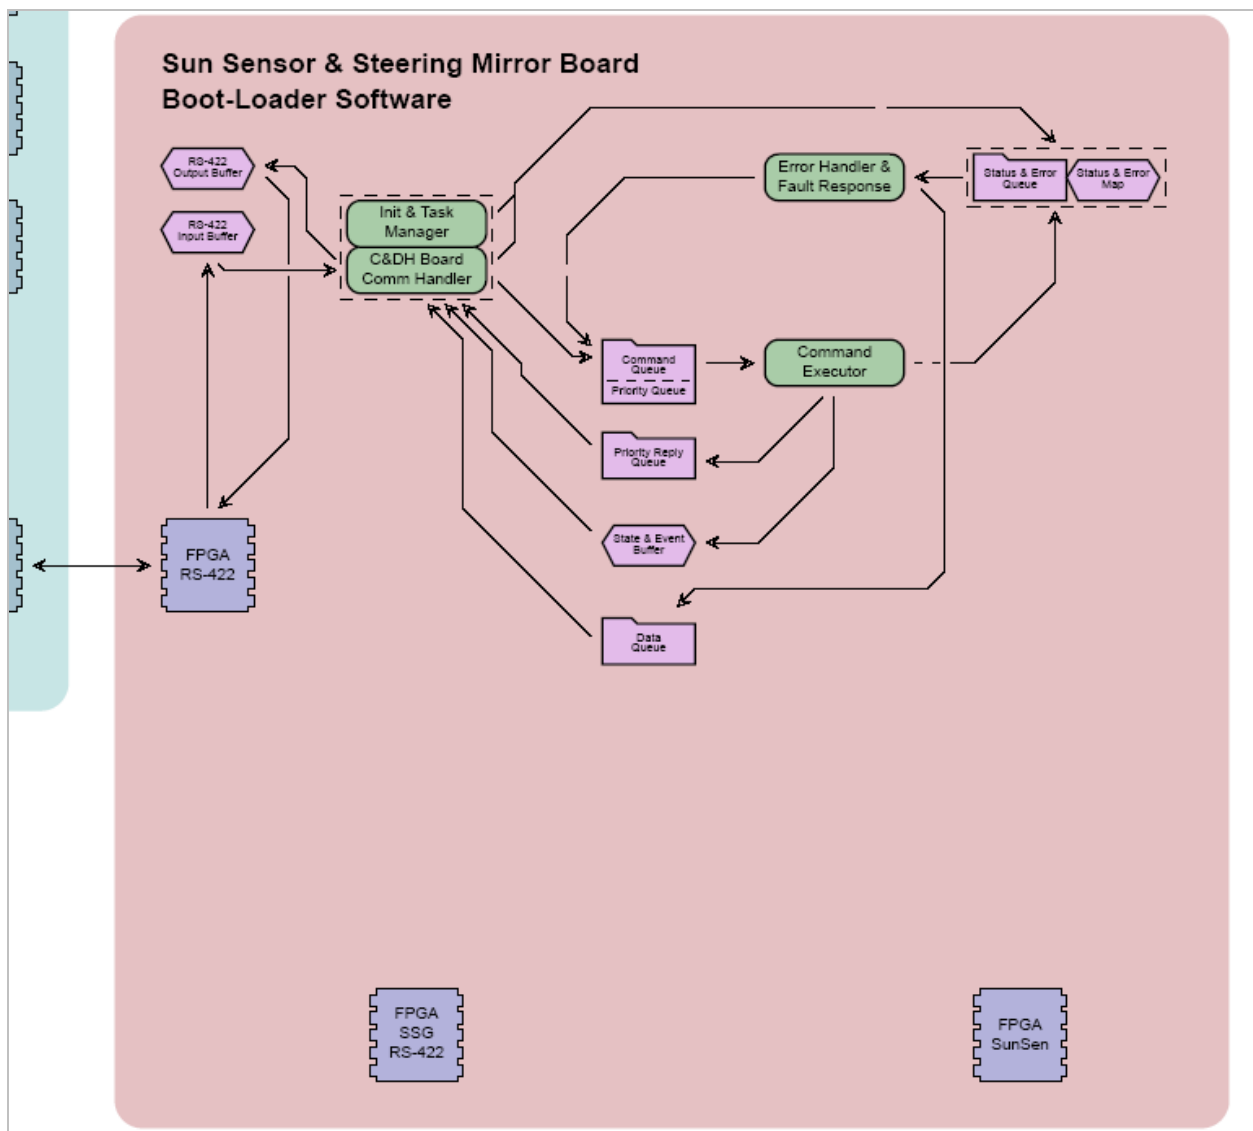 Sun Sensor & Steering Mirror Board
Boot-Loader Software
RS-422
Output Buffer
RS-422
Input Buffer
Init & Task
Manager
C&DH Board
Comm Handler
Error Handler &
Fault Response
Status & Error
Queue
Status & Error
Map
Command
Queue
Priority Queue
Command
Executor
Priority Reply
Queue
State & Event
Buffer
Data
Queue
FPGA
RS-422
FPGA
SSG
RS-422
FPGA
SunSen